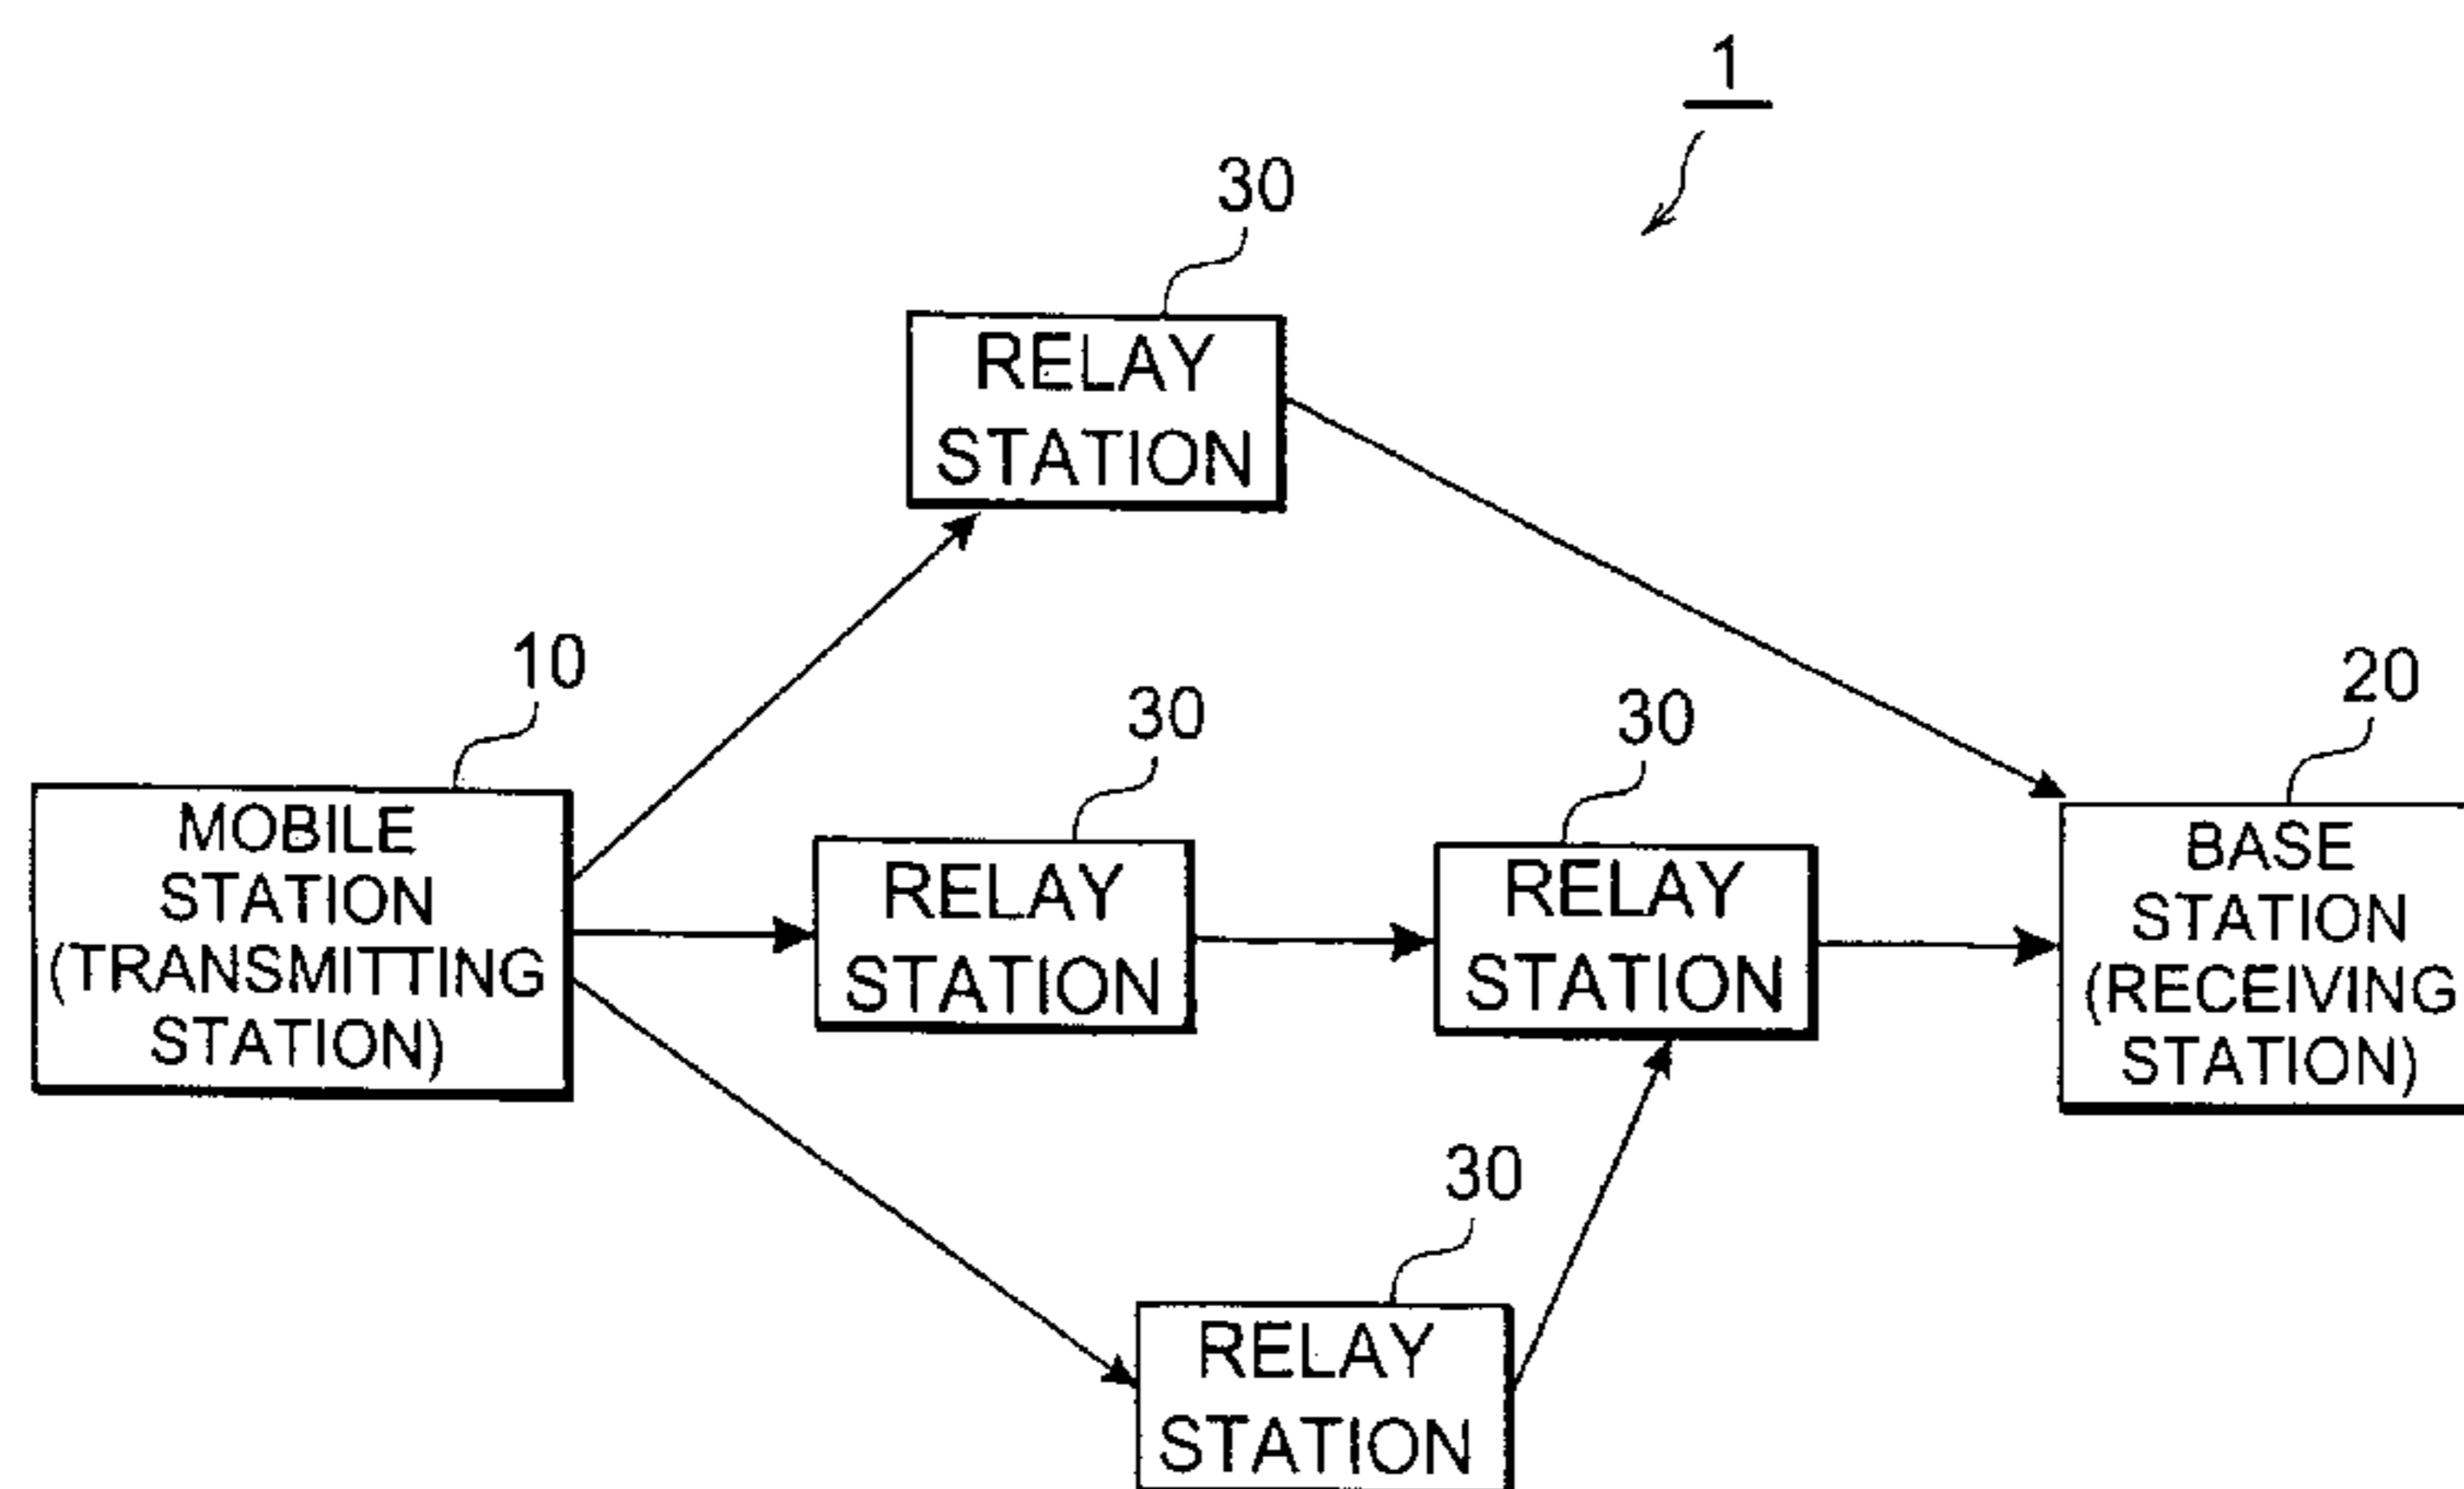 1
30
RELAY
STATION
10
MOBILE
STATION
(TRANSMITTING
STATION)
30
RELAY
STATION
30
RELAY
STATION
20
BASE
STATION
(RECEIVING
STATION)
30
RELAY
STATION